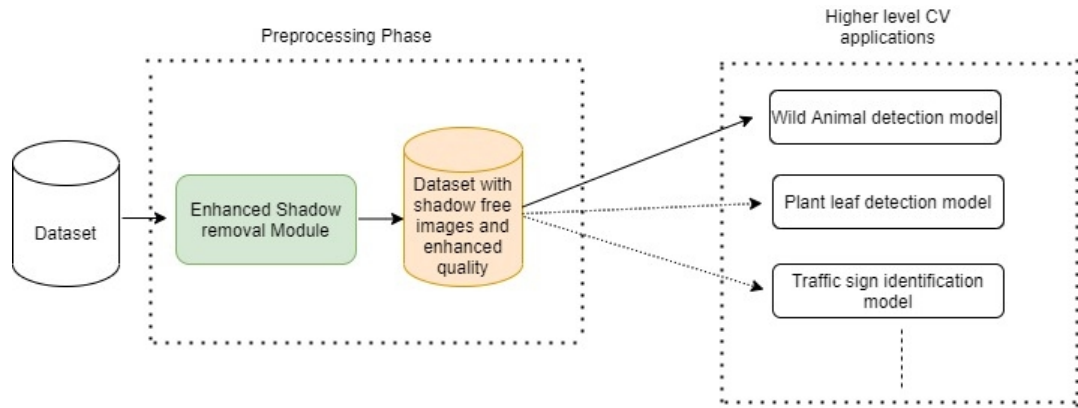 Preprocessing Phase
Higher level CV
applications
Dataset
Enhanced Shadow
removal Module
Dataset with
shadow free
images and
enhanced
quality
Wild Animal detection model
Plant leaf detection model
Traffic sign identification
model